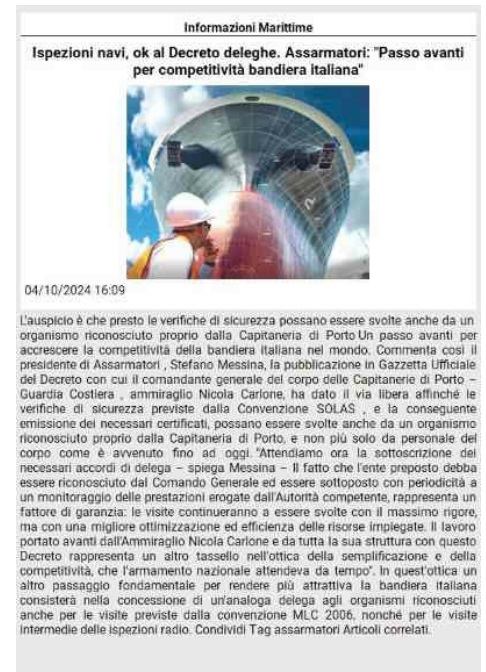 Informazioni Marittime
Ispezioni navi, ok al Decreto deleghe. Assarmatori: "Passo avanti
per competitività bandiera italiana"
04/10/2024 16:09
L'auspicio è che presto le verifiche di sicurezza possano essere svolte anche da un
organismo riconosciuto proprio dalla Capitaneria di Porto Un passo avanti per
accrescere la competitività della bandiera italiana nel mondo. Commenta così il
presidente di Assarmatori , Stefano Messina, la pubblicazione in Gazzetta Ufficiale
del Decreto con cui il comandante generale del corpo delle Capitanerie di Porto –
Guardia Costiera , ammiraglio Nicola Carlone, ha dato il via libera affinché le
verifiche di sicurezza previste dalla Convenzione SOLAS , e la conseguente
emissione dei necessari certificati, possano essere svolte anche da un organismo
riconosciuto proprio dalla Capitaneria di Porto, e non più solo da personale del
corpo come è avvenuto fino ad oggi. "Attendiamo ora la sottoscrizione dei
necessari accordi di delega – spiega Messina – Il fatto che l'ente preposto debba
essere riconosciuto dal Comando Generale ed essere sottoposto con periodicità a
un monitoraggio delle prestazioni erogate dall'Autorità competente, rappresenta un
fattore di garanzia: le visite continueranno a essere svolte con il massimo rigore,
ma con una migliore ottimizzazione ed efficienza delle risorse impiegate. Il lavoro
portato avanti dall'Ammiraglio Nicola Carlone e da tutta la sua struttura con questo
Decreto rappresenta un altro tassello nell'ottica della semplificazione e della
competitività, che l'armamento nazionale attendeva da tempo". In quest'ottica un
altro passaggio fondamentale per rendere più attrattiva la bandiera italiana
consisterà nella concessione di un'analoga delega agli organismi riconosciuti
anche per le visite previste dalla convenzione MLC 2006, nonché per le visite
intermedie delle ispezioni radio. Condividi Tag assarmatori Articoli correlati.